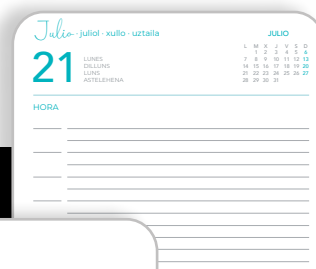 Julio · juliol · xullo · uztaila
21
LUNES
DILLUNS
LUNS
ASTELEHENA
JULIO
L M X J V S D
1 2 3 4 5 6
7 8 9 10 11 12 13
14 15 16 17 18 19 20
21 22 23 24 25 26 27
28 29 30 31
HORA